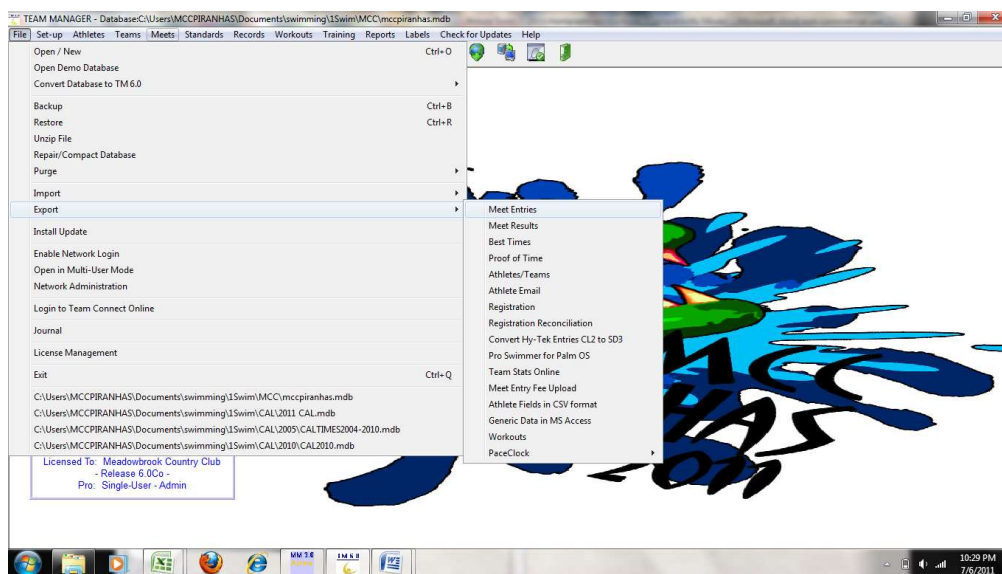 TEAM MANAGER - Database:C:\Users\MCCPIRANHAS\Documents\swimming\1Swim\MCC\mccpiranhas.mdb
File Set-up Athletes Teams Meets Standards Records Workouts Training Reports Labels Check for Updates Help
Open / New Ctrl+O
Open Demo Database
Convert Database to TM 6.0
Backup Ctrl+B
Restore Ctrl+R
Unzip File
Repair/Compact Database
Purge
Import
Export
Install Update
Enable Network Login
Open in Multi-User Mode
Network Administration
Login to Team Connect Online
Journal
License Management
Exit Ctrl+Q
C:\Users\MCCPIRANHAS\Documents\swimming\1Swim\MCC\mccpiranhas.mdb
C:\Users\MCCPIRANHAS\Documents\swimming\1Swim\CAL\2011 CAL.mdb
C:\Users\MCCPIRANHAS\Documents\swimming\1Swim\CAL\2005\CALTIMES2004-2010.mdb
C:\Users\MCCPIRANHAS\Documents\swimming\1Swim\CAL\2010\CAL2010.mdb
Meet Entries
Meet Results
Best Times
Proof of Time
Athletes/Teams
Athlete Email
Registration
Registration Reconciliation
Convert Hy-Tek Entries CL2 to SD3
Pro Swimmer for Palm OS
Team Stats Online
Meet Entry Fee Upload
Athlete Fields in CSV format
Generic Data in MS Access
Workouts
PaceClock
Licensed To: Meadowbrook Country Club
- Release 6.0Co -
Pro: Single-User - Admin
MCC
HAS
2011
MM 3.0
TM 6.0
10:29 PM
7/6/2011